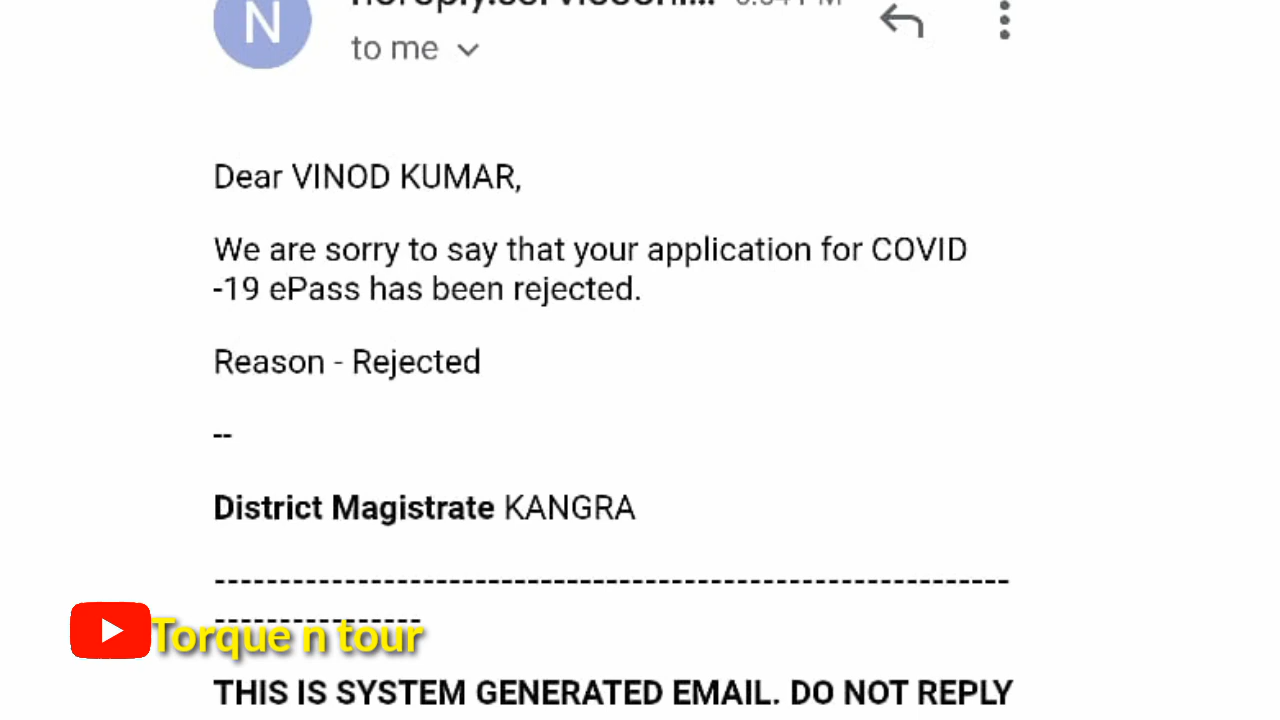 N
to me
Dear VINOD KUMAR,
We are sorry to say that your application for COVID
-19 ePass has been rejected.
Reason - Rejected
--
District Magistrate KANGRA
-------------------------------------------------------------
----------------
Torque n tour
THIS IS SYSTEM GENERATED EMAIL. DO NOT REPLY